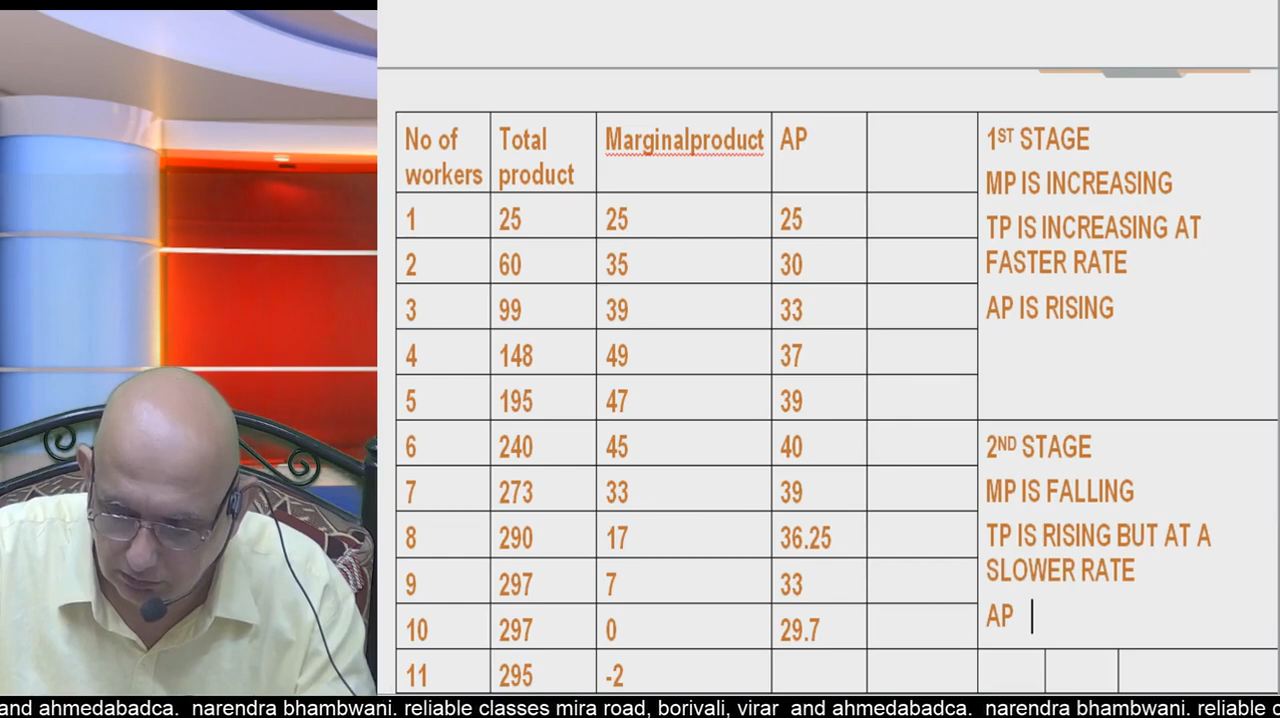 No of workers Total product Marginalproduct AP
1 25 25 25
2 60 35 30
3 99 39 33
4 148 49 37
5 195 47 39
6 240 45 40
7 273 33 39
8 290 17 36.25
9 297 7 33
10 297 0 29.7
11 295 -2
1ST STAGE
MP IS INCREASING
TP IS INCREASING AT
FASTER RATE
AP IS RISING
2ND STAGE
MP IS FALLING
TP IS RISING BUT AT A
SLOWER RATE
AP
and ahmedabadca. narendra bhambwani. reliable classes mira road, borivali, virar and ahmedabadca. narendra bhambwani. reliable